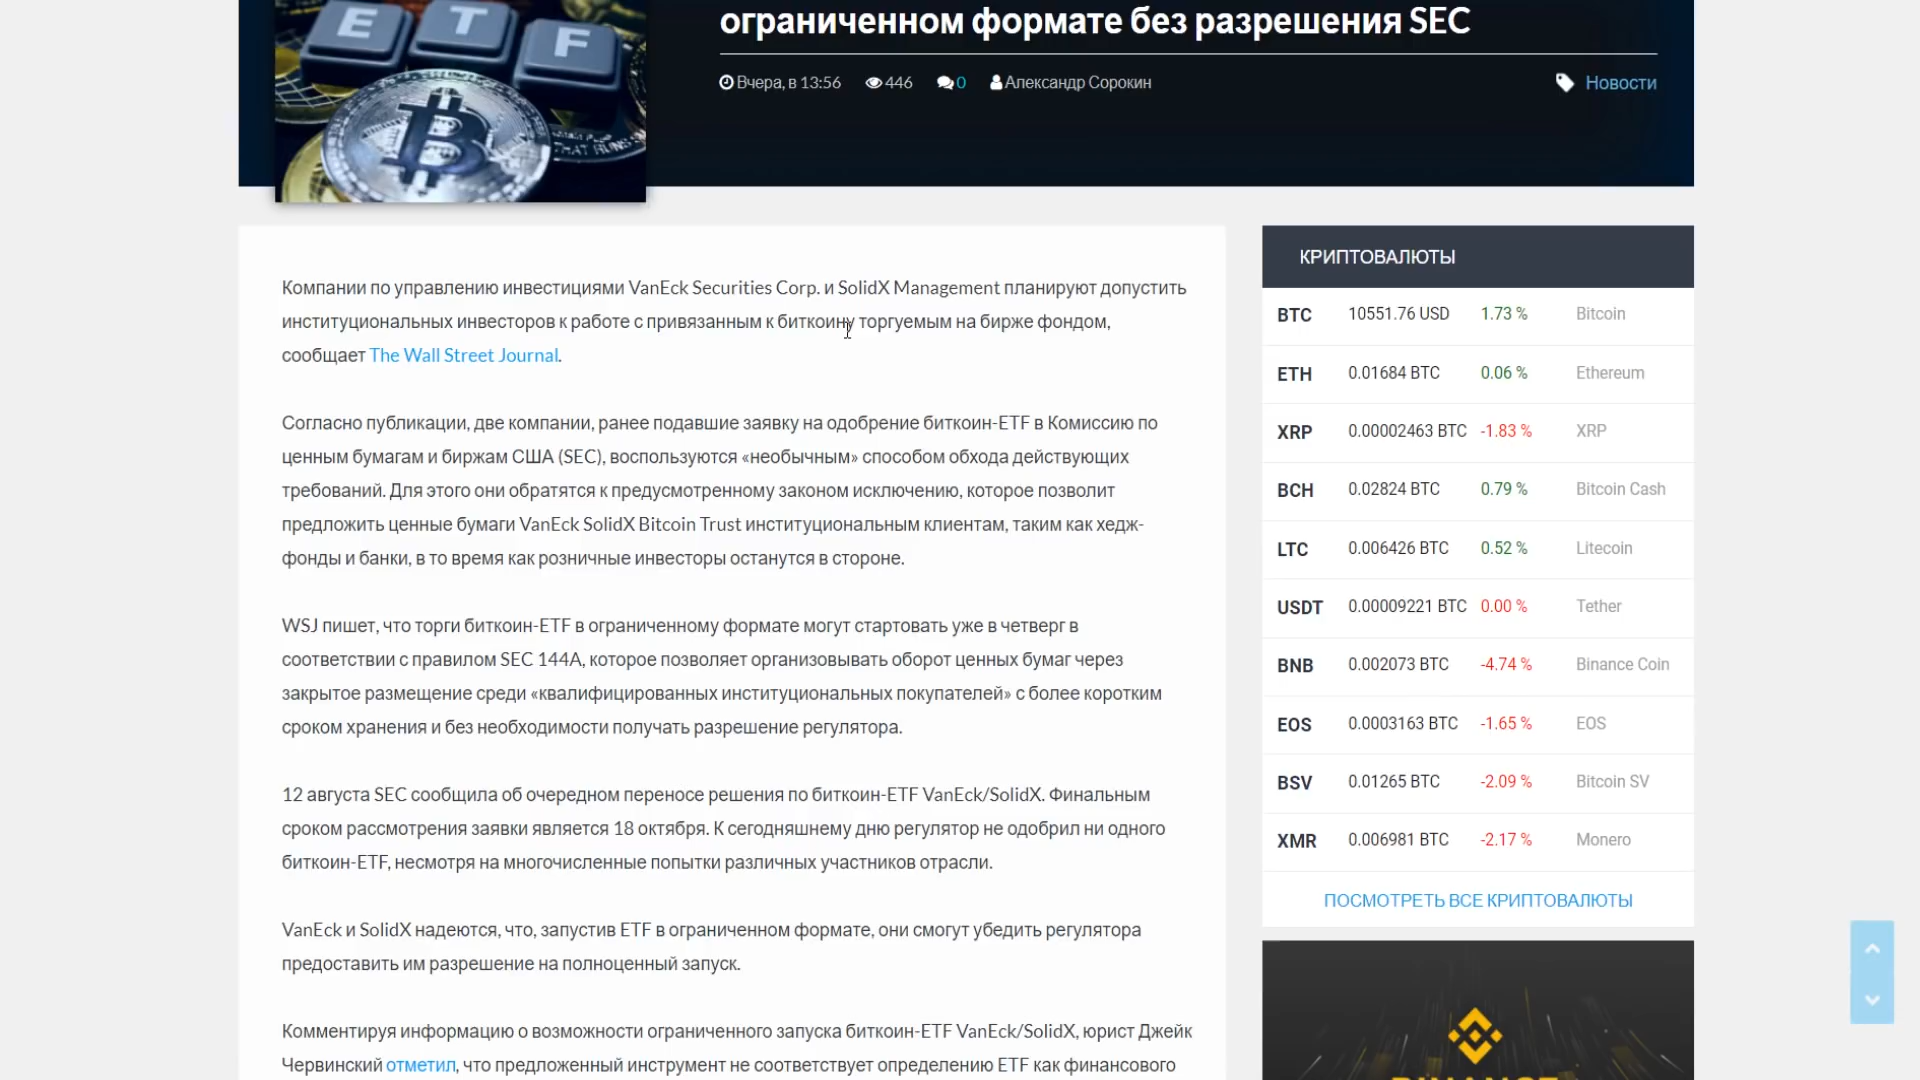 ограниченном формате без разрешения SEC
Вчера, в 13:56 446 0 Александр Сорокин Новости
E T F
Компании по управлению инвестициями VanEck Securities Corp. и SolidX Management планируют допустить
институциональных инвесторов к работе с привязанным к биткоину торгуемым на бирже фондом,
сообщает The Wall Street Journal.
Согласно публикации, две компании, ранее подавшие заявку на одобрение биткоин-ETF в Комиссию по
ценным бумагам и биржам США (SEC), воспользуются «необычным» способом обхода действующих
требований. Для этого они обратятся к предусмотренному законом исключению, которое позволит
предложить ценные бумаги VanEck SolidX Bitcoin Trust институциональным клиентам, таким как хедж-
фонды и банки, в то время как розничные инвесторы останутся в стороне.
WSJ пишет, что торги биткоин-ETF в ограниченному формате могут стартовать уже в четверг в
соответствии с правилом SEC 144A, которое позволяет организовывать оборот ценных бумаг через
закрытое размещение среди «квалифицированных институциональных покупателей» с более коротким
сроком хранения и без необходимости получать разрешение регулятора.
12 августа SEC сообщила об очередном переносе решения по биткоин-ETF VanEck/SolidX. Финальным
сроком рассмотрения заявки является 18 октября. К сегодняшнему дню регулятор не одобрил ни одного
биткоин-ETF, несмотря на многочисленные попытки различных участников отрасли.
VanEck и SolidX надеются, что, запустив ETF в ограниченном формате, они смогут убедить регулятора
предоставить им разрешение на полноценный запуск.
Комментируя информацию о возможности ограниченного запуска биткоин-ETF VanEck/SolidX, юрист Джейк
Червинский отметил, что предложенный инструмент не соответствует определению ETF как финансового
КРИПТОВАЛЮТЫ
BTC 10551.76 USD 1.73 % Bitcoin
ETH 0.01684 BTC 0.06 % Ethereum
XRP 0.00002463 BTC -1.83 % XRP
BCH 0.02824 BTC 0.79 % Bitcoin Cash
LTC 0.006426 BTC 0.52 % Litecoin
USDT 0.00009221 BTC 0.00 % Tether
BNB 0.002073 BTC -4.74 % Binance Coin
EOS 0.0003163 BTC -1.65 % EOS
BSV 0.01265 BTC -2.09 % Bitcoin SV
XMR 0.006981 BTC -2.17 % Monero
ПОСМОТРЕТЬ ВСЕ КРИПТОВАЛЮТЫ